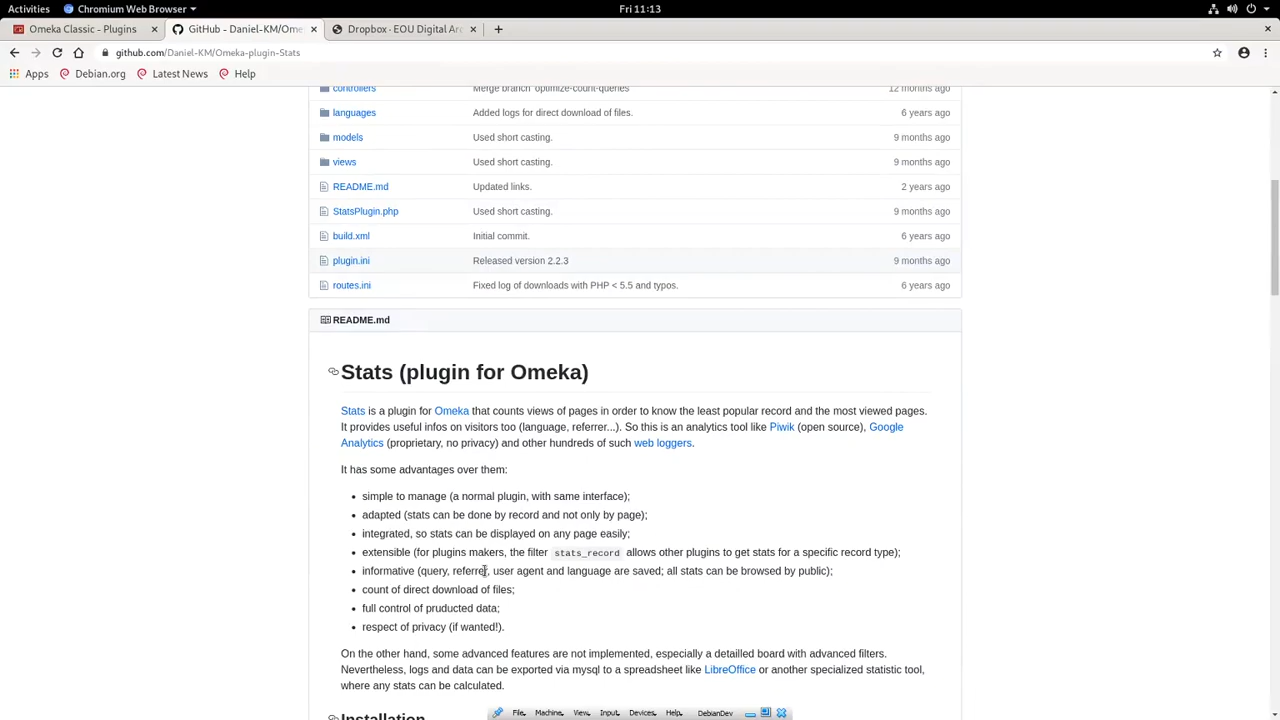 Activities Chromium Web Browser Fri 11:13
Omeka Classic - Plugins GitHub - Daniel-KM/Ome Dropbox · EOU Digital Ar
github.com/Daniel-KM/Omeka-plugin-Stats
Apps Debian.org Latest News Help
controllers Merge branch 'optimize-count-queries' 12 months ago
languages Added logs for direct download of files. 6 years ago
models Used short casting. 9 months ago
views Used short casting. 9 months ago
README.md Updated links. 2 years ago
StatsPlugin.php Used short casting. 9 months ago
build.xml Initial commit. 6 years ago
plugin.ini Released version 2.2.3 9 months ago
routes.ini Fixed log of downloads with PHP < 5.5 and typos. 6 years ago
README.md
Stats (plugin for Omeka)
Stats is a plugin for Omeka that counts views of pages in order to know the least popular record and the most viewed pages.
It provides useful infos on visitors too (language, referrer...). So this is an analytics tool like Piwik (open source), Google
Analytics (proprietary, no privacy) and other hundreds of such web loggers.
It has some advantages over them:
• simple to manage (a normal plugin, with same interface);
• adapted (stats can be done by record and not only by page);
• integrated, so stats can be displayed on any page easily;
• extensible (for plugins makers, the filter stats_record allows other plugins to get stats for a specific record type);
• informative (query, referrer, user agent and language are saved; all stats can be browsed by public);
• count of direct download of files;
• full control of pruducted data;
• respect of privacy (if wanted!).
On the other hand, some advanced features are not implemented, especially a detailled board with advanced filters.
Nevertheless, logs and data can be exported via mysql to a spreadsheet like LibreOffice or another specialized statistic tool,
where any stats can be calculated.
Installation
File Machine View Input Devices Help DebianDev